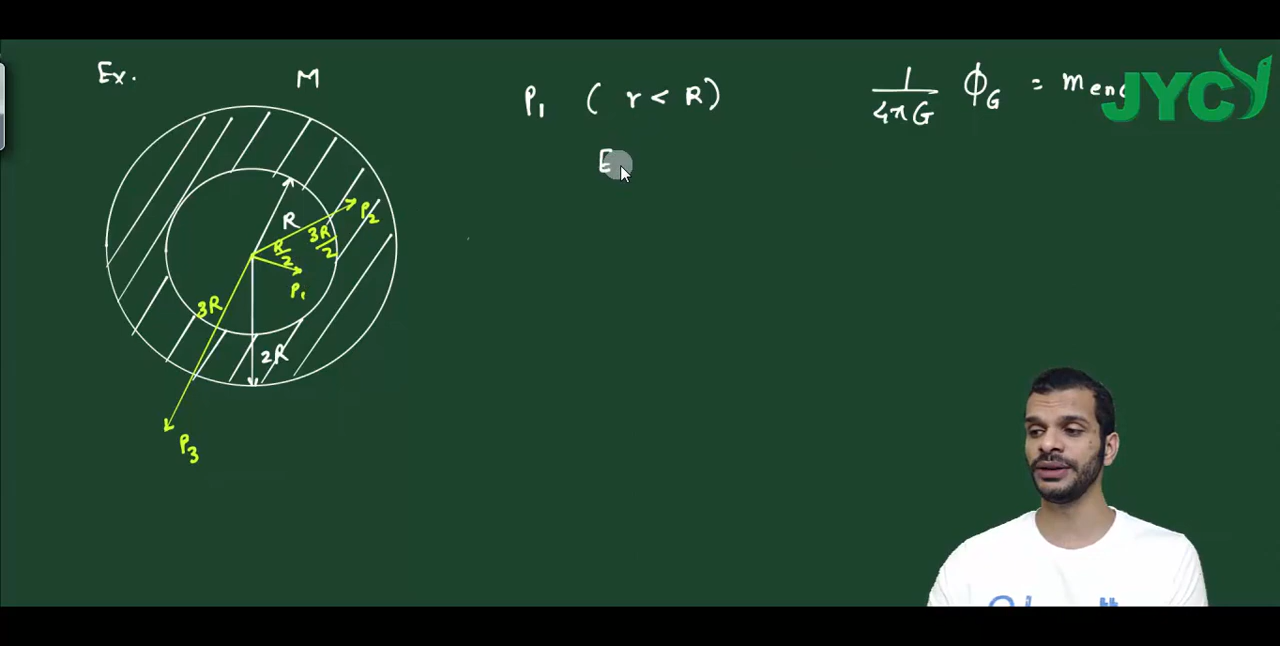 Ex.
M
P₁ ( r < R)
1/4πG ϕ_G = m_enc
JYC
E
R
P₂
3R/2
R/2
P₁
3R
2R
P₃